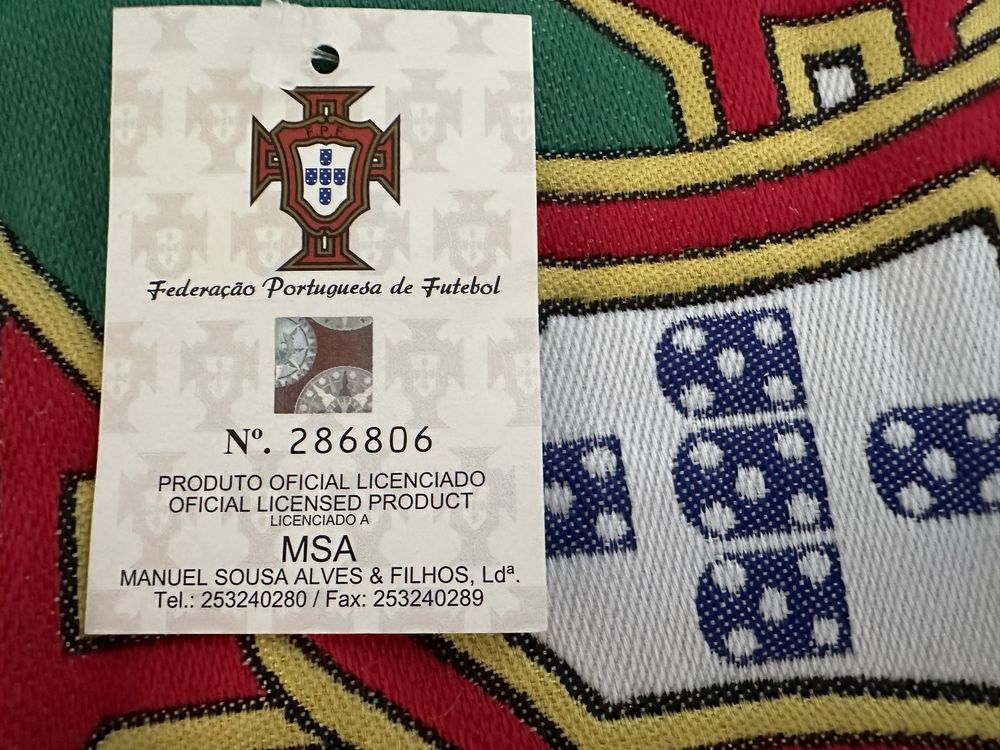 F P F
Federação Portuguesa de Futebol
Nº. 286806
PRODUTO OFICIAL LICENCIADO
OFFICIAL LICENSED PRODUCT
LICENCIADO A
MSA
MANUEL SOUSA ALVES & FILHOS, Ldª.
Tel.: 253240280 / Fax: 253240289